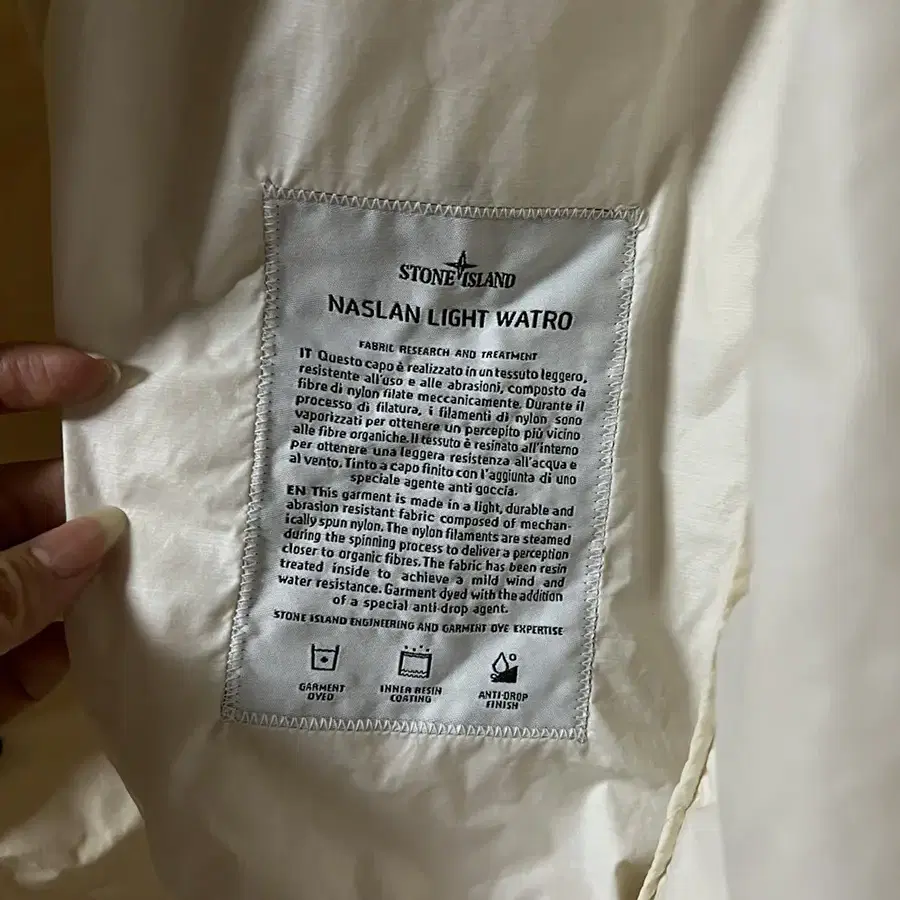 STONE ISLAND
NASLAN LIGHT WATRO
FABRIC RESEARCH AND TREATMENT
IT Questo capo è realizzato in un tessuto leggero,
resistente all'uso e alle abrasioni, composto da
fibre di nylon filate meccanicamente. Durante il
processo di filatura, i filamenti di nylon sono
vaporizzati per ottenere un percepito più vicino
alle fibre organiche. Il tessuto è resinato all'interno
per ottenere una leggera resistenza all'acqua e
al vento. Tinto a capo finito con l'aggiunta di uno
speciale agente anti goccia.
EN This garment is made in a light, durable and
abrasion resistant fabric composed of mechan-
ically spun nylon. The nylon filaments are steamed
during the spinning process to deliver a perception
closer to organic fibres. The fabric has been resin
treated inside to achieve a mild wind and
water resistance. Garment dyed with the addition
of a special anti-drop agent.
STONE ISLAND ENGINEERING AND GARMENT DYE EXPERTISE
GARMENT
DYED
INNER RESIN
COATING
ANTI-DROP
FINISH